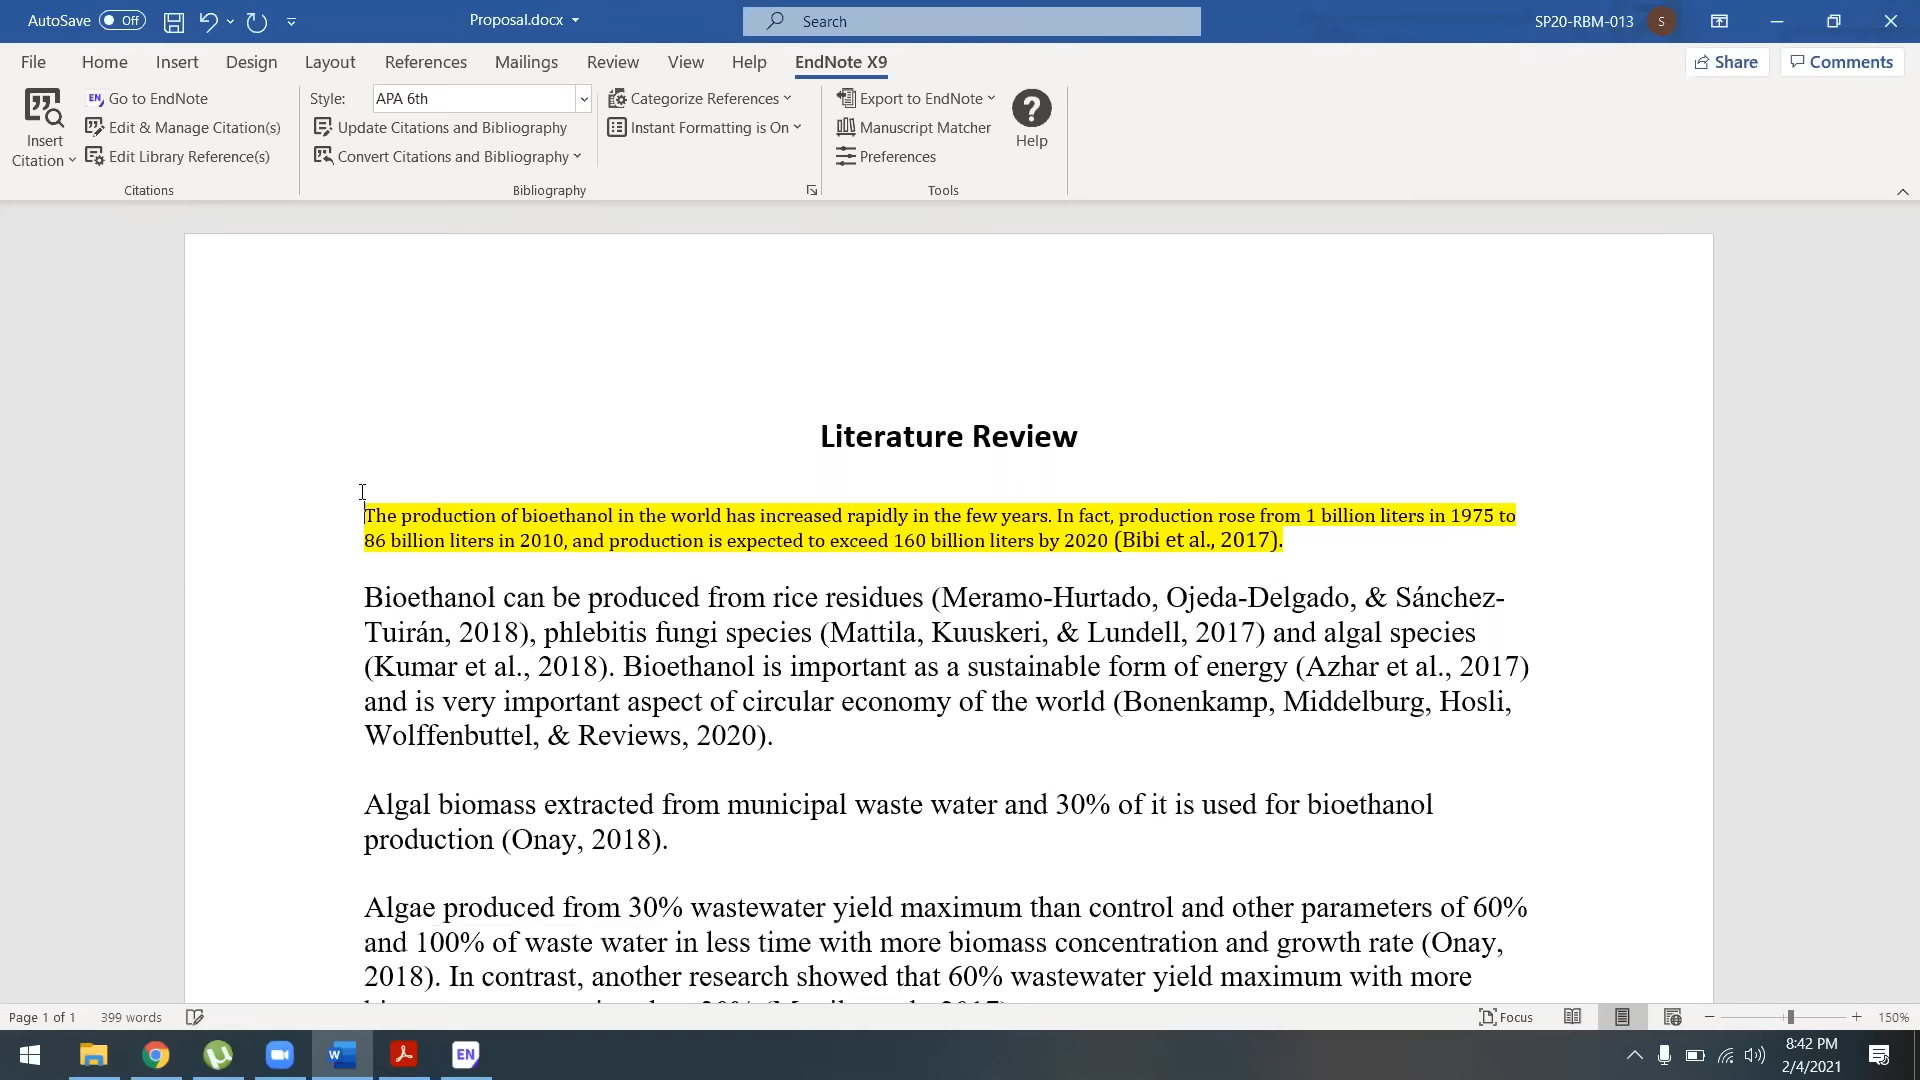 AutoSave Off
Proposal.docx
Search
SP20-RBM-013
S
File Home Insert Design Layout References Mailings Review View Help EndNote X9
Share Comments
Insert
Citation
EN Go to EndNote
Edit & Manage Citation(s)
Edit Library Reference(s)
Citations
Style: APA 6th
Update Citations and Bibliography
Convert Citations and Bibliography
Categorize References
Instant Formatting is On
Bibliography
Export to EndNote
Manuscript Matcher
Preferences
Help
Tools
Literature Review
The production of bioethanol in the world has increased rapidly in the few years. In fact, production rose from 1 billion liters in 1975 to
86 billion liters in 2010, and production is expected to exceed 160 billion liters by 2020 (Bibi et al., 2017).
Bioethanol can be produced from rice residues (Meramo-Hurtado, Ojeda-Delgado, & Sánchez-
Tuirán, 2018), phlebitis fungi species (Mattila, Kuuskeri, & Lundell, 2017) and algal species
(Kumar et al., 2018). Bioethanol is important as a sustainable form of energy (Azhar et al., 2017)
and is very important aspect of circular economy of the world (Bonenkamp, Middelburg, Hosli,
Wolffenbuttel, & Reviews, 2020).
Algal biomass extracted from municipal waste water and 30% of it is used for bioethanol
production (Onay, 2018).
Algae produced from 30% wastewater yield maximum than control and other parameters of 60%
and 100% of waste water in less time with more biomass concentration and growth rate (Onay,
2018). In contrast, another research showed that 60% wastewater yield maximum with more
Page 1 of 1 399 words
Focus
150%
W
EN
8:42 PM
2/4/2021